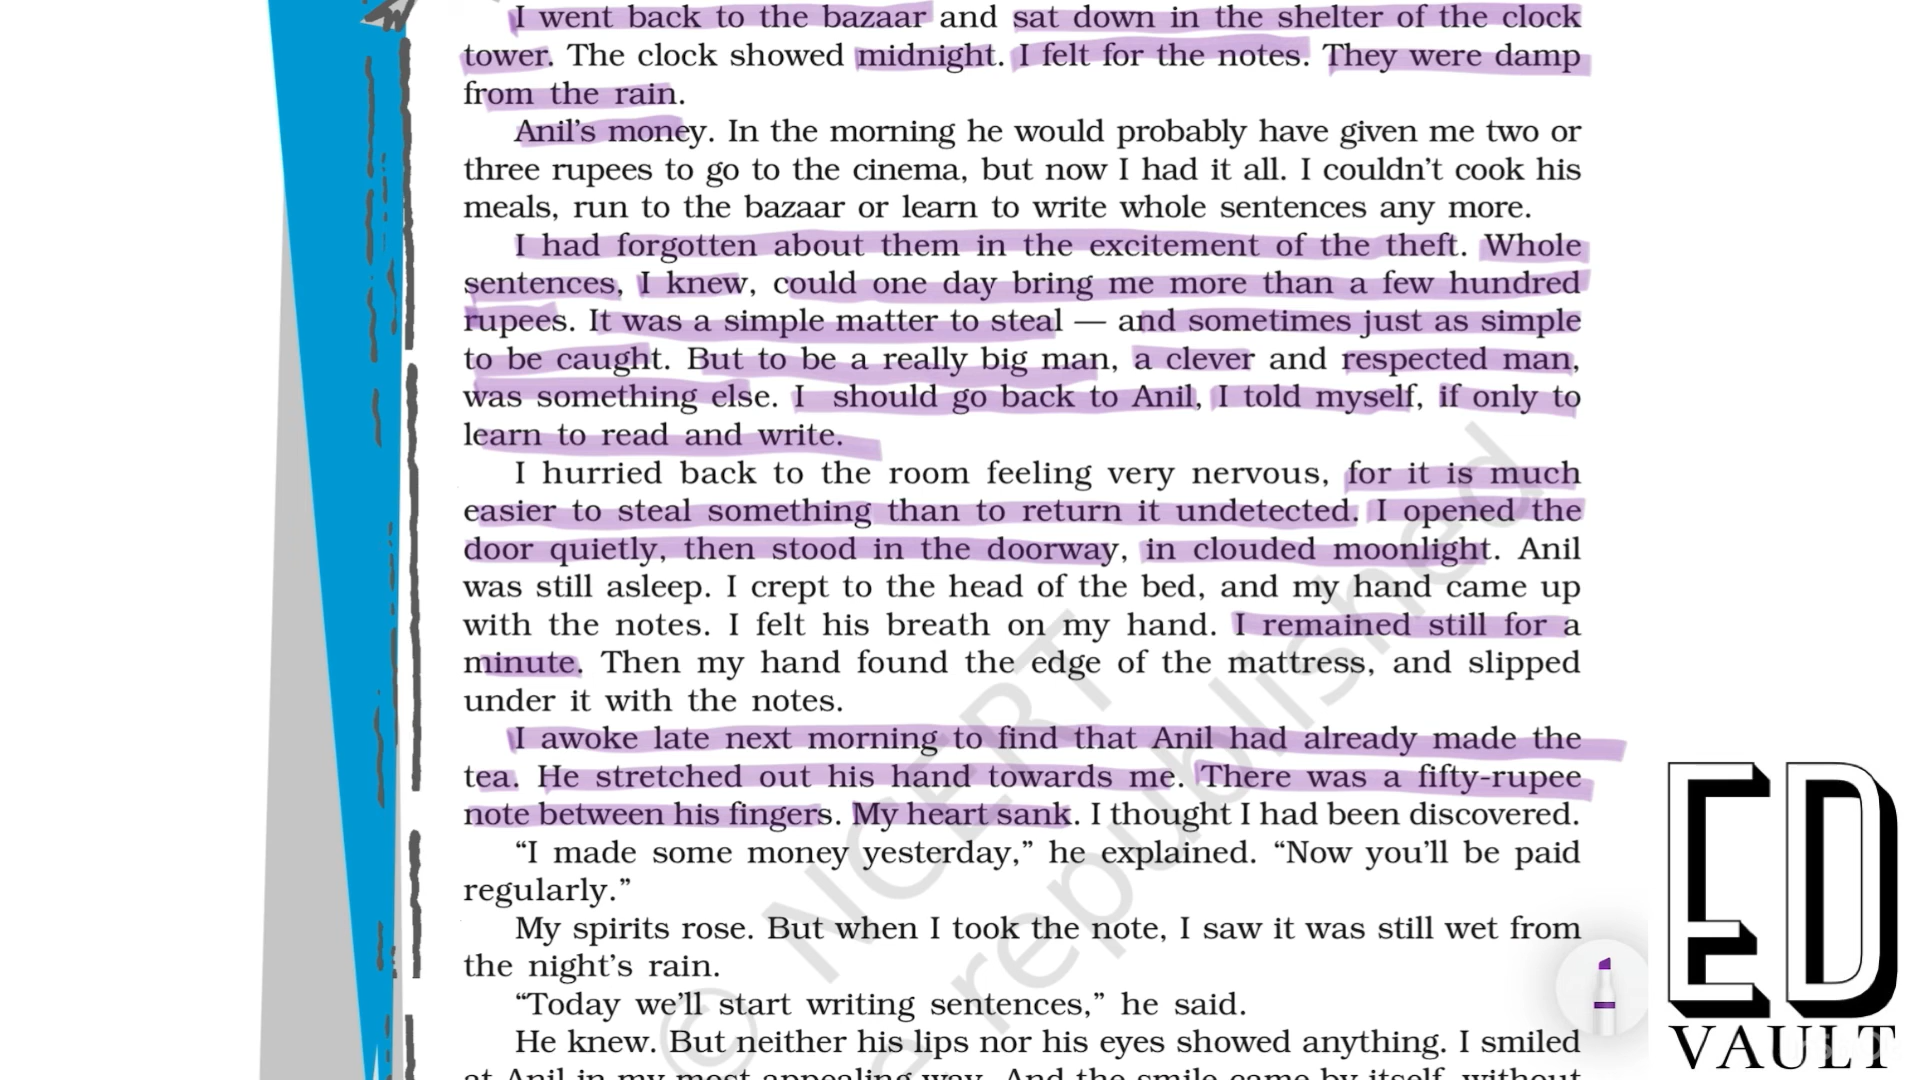 I went back to the bazaar and sat down in the shelter of the clock
tower. The clock showed midnight. I felt for the notes. They were damp
from the rain.
Anil's money. In the morning he would probably have given me two or
three rupees to go to the cinema, but now I had it all. I couldn't cook his
meals, run to the bazaar or learn to write whole sentences any more.
I had forgotten about them in the excitement of the theft. Whole
sentences, I knew, could one day bring me more than a few hundred
rupees. It was a simple matter to steal — and sometimes just as simple
to be caught. But to be a really big man, a clever and respected man,
was something else. I should go back to Anil, I told myself, if only to
learn to read and write.
I hurried back to the room feeling very nervous, for it is much
easier to steal something than to return it undetected. I opened the
door quietly, then stood in the doorway, in clouded moonlight. Anil
was still asleep. I crept to the head of the bed, and my hand came up
with the notes. I felt his breath on my hand. I remained still for a
minute. Then my hand found the edge of the mattress, and slipped
under it with the notes.
I awoke late next morning to find that Anil had already made the
tea. He stretched out his hand towards me. There was a fifty-rupee
note between his fingers. My heart sank. I thought I had been discovered.
“I made some money yesterday,” he explained. “Now you'll be paid
regularly.”
My spirits rose. But when I took the note, I saw it was still wet from
the night's rain.
“Today we'll start writing sentences,” he said.
He knew. But neither his lips nor his eyes showed anything. I smiled
at Anil in my most appealing way. And the smile came by itself, without
© NCERT
republished
ED
VAULT